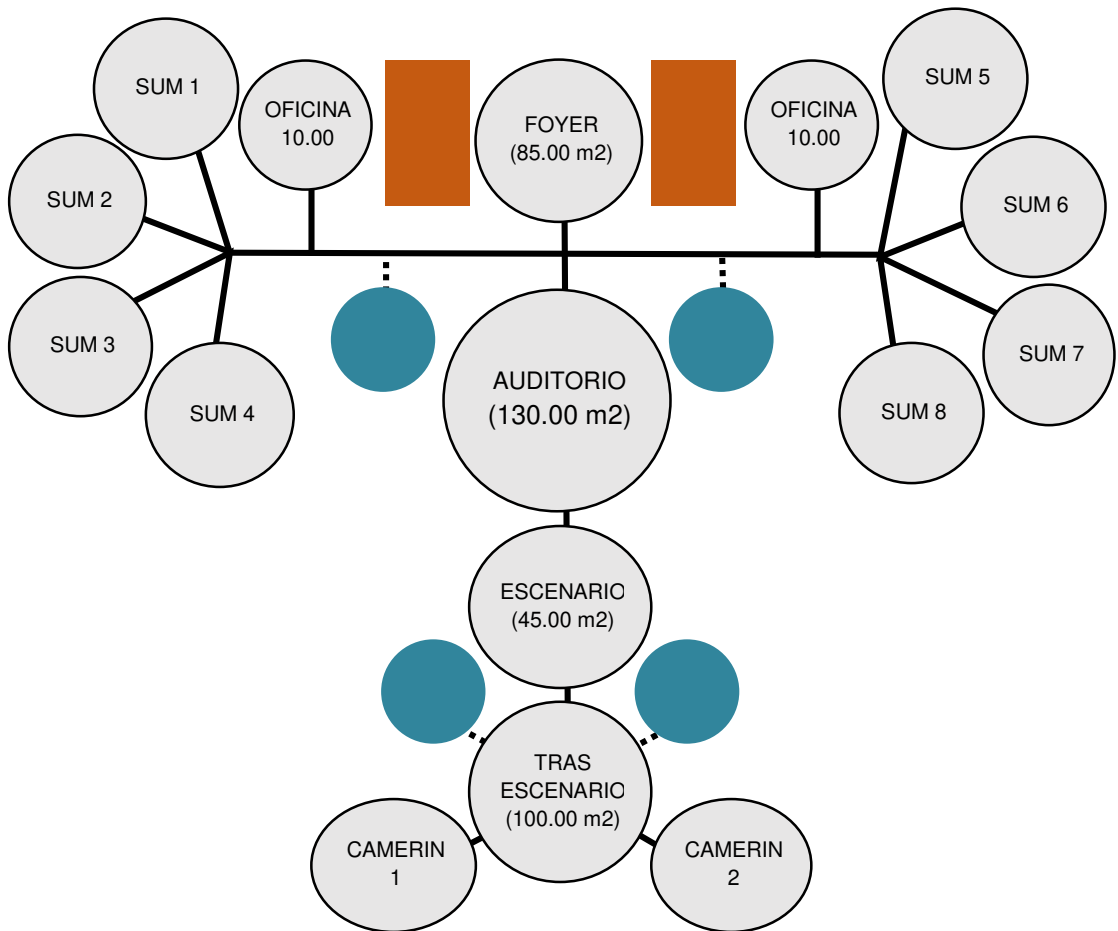 SUM 1
OFICINA
10.00
FOYER
(85.00 m2)
OFICINA
10.00
SUM 5
SUM 2
SUM 6
SUM 3
SUM 7
SUM 4
AUDITORIO
(130.00 m2)
SUM 8
ESCENARIO
(45.00 m2)
TRAS
ESCENARIO
(100.00 m2)
CAMERIN
1
CAMERIN
2